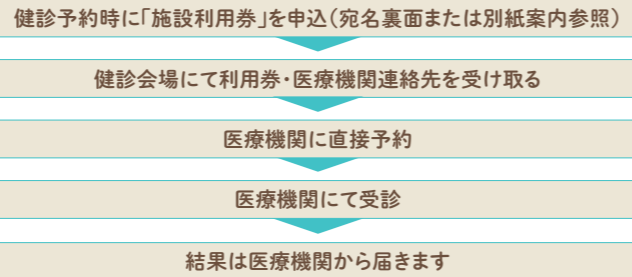 健診予約時に「施設利用券」を申込(宛名裏面または別紙案内参照)
健診会場にて利用券・医療機関連絡先を受け取る
医療機関に直接予約
医療機関にて受診
結果は医療機関から届きます